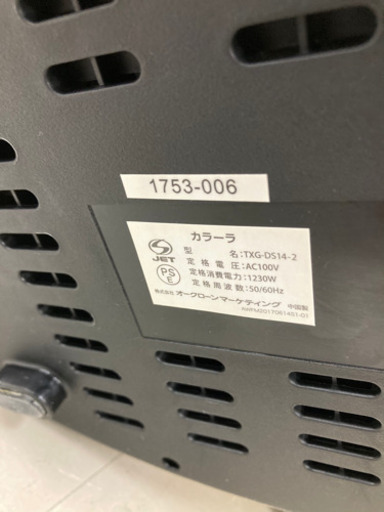 1753-006
カラーラ
型 名:TXG-DS14-2
定格電圧:AC100V
定格消費電力:1230W
定格周波数:50/60Hz
株式会社 オークローンマーケティング 中国製
JET
PS
E